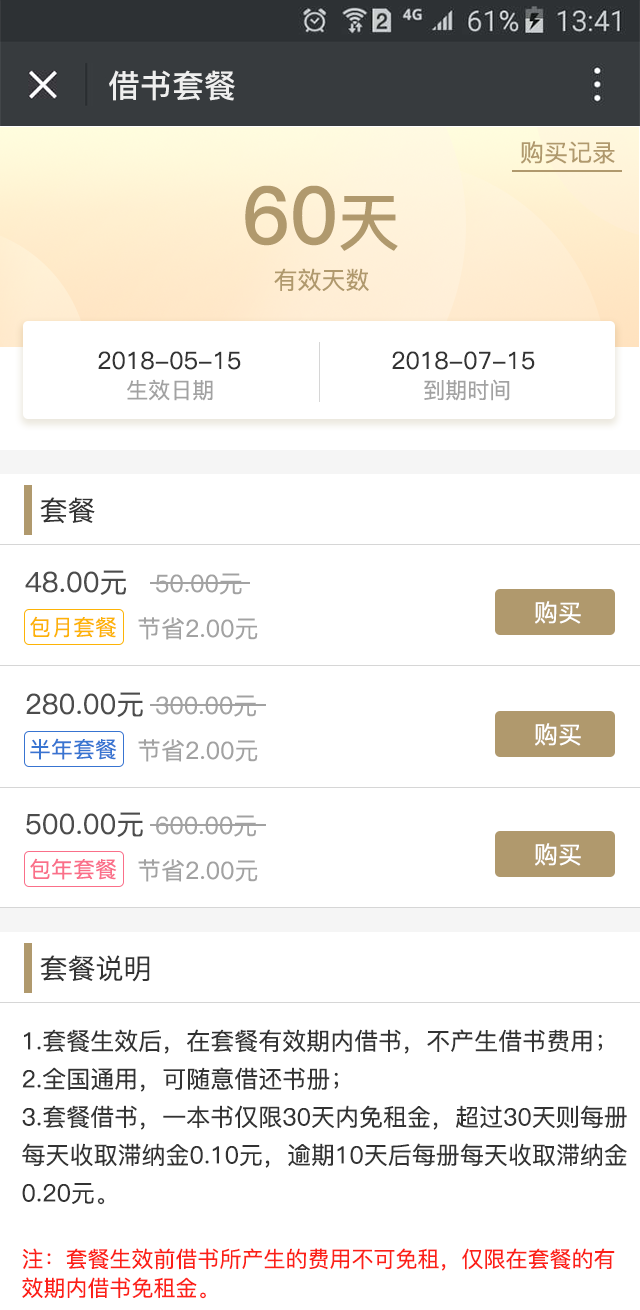 2 4G 61% 13:41
借书套餐
购买记录
60天
有效天数
2018-05-15 2018-07-15
生效日期 到期时间
套餐
48.00元 50.00元
包月套餐 节省2.00元 购买
280.00元 300.00元
半年套餐 节省2.00元 购买
500.00元 600.00元
包年套餐 节省2.00元 购买
套餐说明
1.套餐生效后，在套餐有效期内借书，不产生借书费用；
2.全国通用，可随意借还书册；
3.套餐借书，一本书仅限30天内免租金，超过30天则每册
每天收取滞纳金0.10元，逾期10天后每册每天收取滞纳金
0.20元。
注：套餐生效前借书所产生的费用不可免租，仅限在套餐的有
效期内借书免租金。